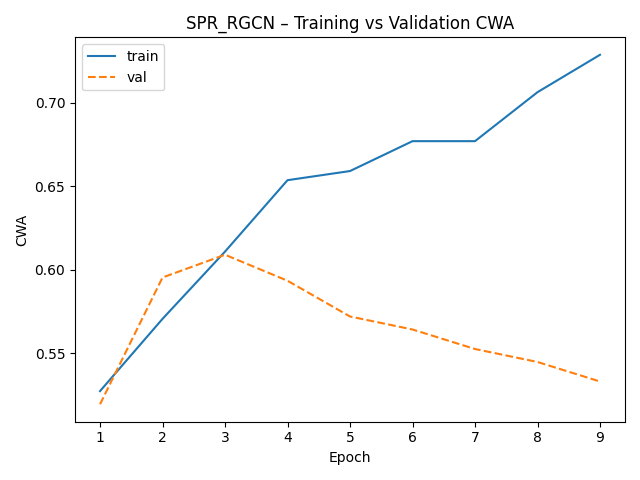 SPR_RGCN – Training vs Validation CWA
train
val
CWA
0.70
0.65
0.60
0.55
1 2 3 4 5 6 7 8 9
Epoch